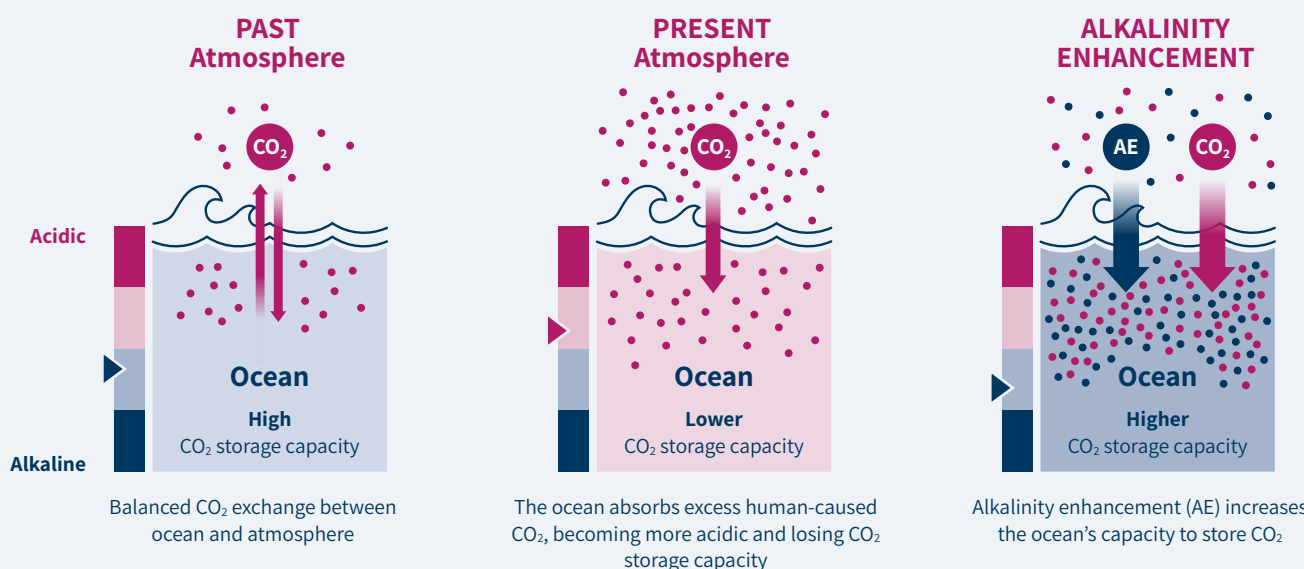 PAST
Atmosphere
CO₂
Acidic
Alkaline
Ocean
High
CO₂ storage capacity
Balanced CO₂ exchange between
ocean and atmosphere
PRESENT
Atmosphere
CO₂
Ocean
Lower
CO₂ storage capacity
The ocean absorbs excess human-caused
CO₂, becoming more acidic and losing CO₂
storage capacity
ALKALINITY
ENHANCEMENT
AE
CO₂
Ocean
Higher
CO₂ storage capacity
Alkalinity enhancement (AE) increases
the ocean’s capacity to store CO₂